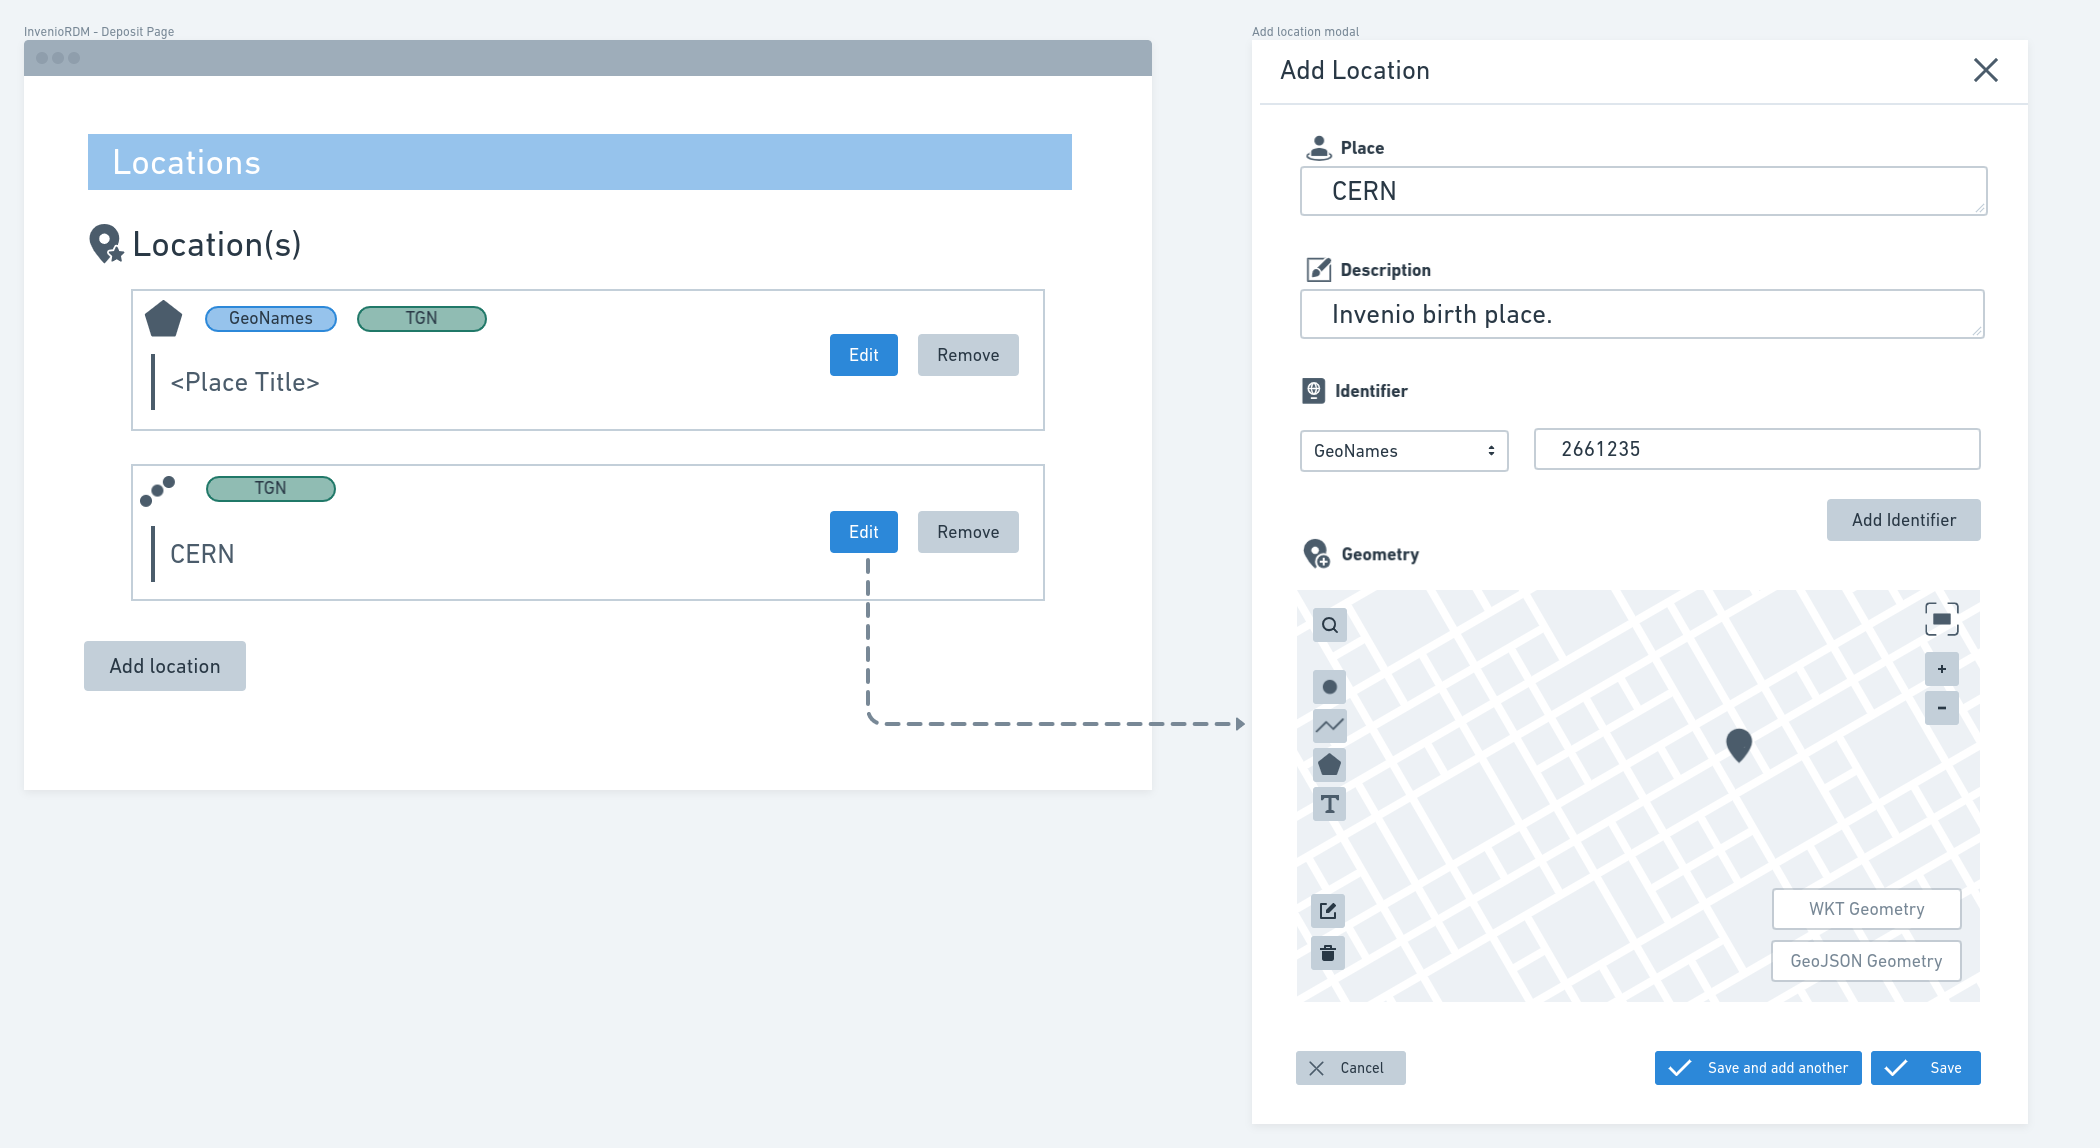 InvenioRDM - Deposit Page
Locations
Location(s)
GeoNames TGN
Edit Remove
<Place Title>
TGN
Edit Remove
CERN
Add location
Add location modal
Add Location
Place
CERN
Description
Invenio birth place.
Identifier
GeoNames 2661235
Add Identifier
Geometry
+
-
T
WKT Geometry
GeoJSON Geometry
Cancel Save and add another Save